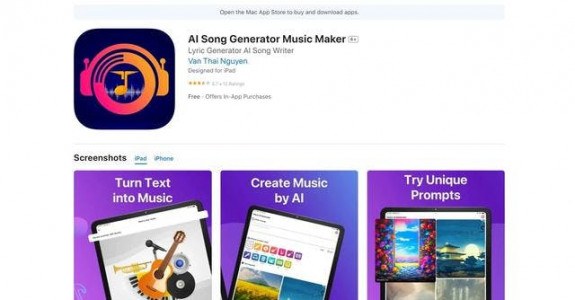 Open the Mac App Store to buy and download apps.
AI Song Generator Music Maker 4+
Lyric Generator AI Song Writer
Van Thai Nguyen
Designed for iPad
Free · Offers In-App Purchases
Screenshots iPad iPhone
Turn Text
into Music
Create Music
by AI
Try Unique
Prompts